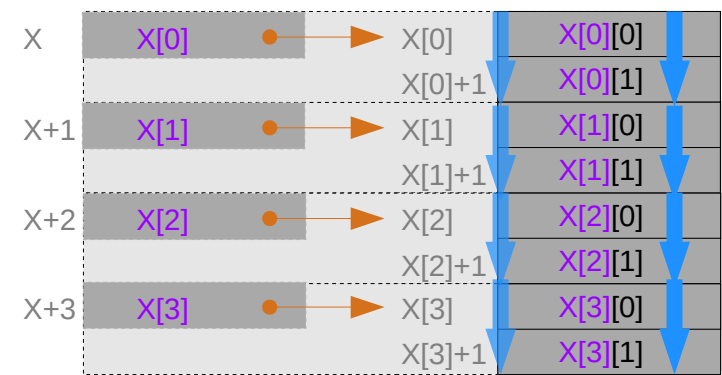 X X[0] X[0] X[0][0]
X[0]+1 X[0][1]
X+1 X[1] X[1] X[1][0]
X[1]+1 X[1][1]
X+2 X[2] X[2] X[2][0]
X[2]+1 X[2][1]
X+3 X[3] X[3] X[3][0]
X[3]+1 X[3][1]